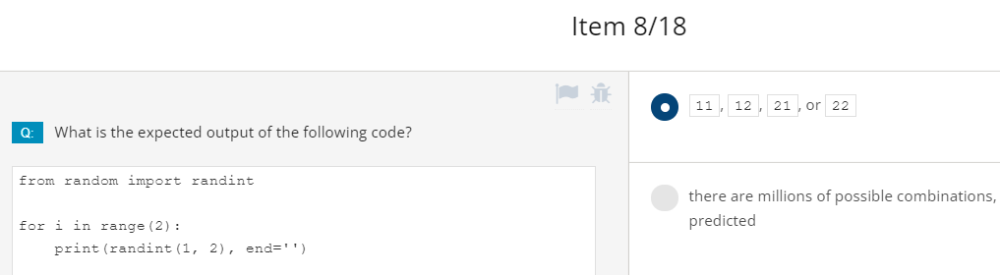 Item 8/18
Q: What is the expected output of the following code?
from random import randint
for i in range(2):
    print(randint(1, 2), end='')
11, 12, 21, or 22
there are millions of possible combinations,
predicted